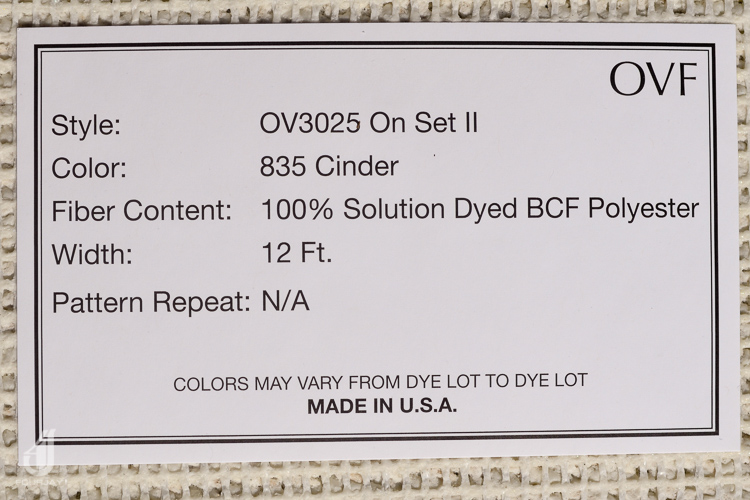 OVF
Style: OV3025 On Set II
Color: 835 Cinder
Fiber Content: 100% Solution Dyed BCF Polyester
Width: 12 Ft.
Pattern Repeat: N/A
COLORS MAY VARY FROM DYE LOT TO DYE LOT
MADE IN U.S.A.